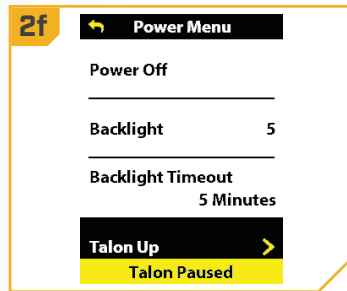 2f
Power Menu
Power Off
Backlight 5
Backlight Timeout
5 Minutes
Talon Up
Talon Paused